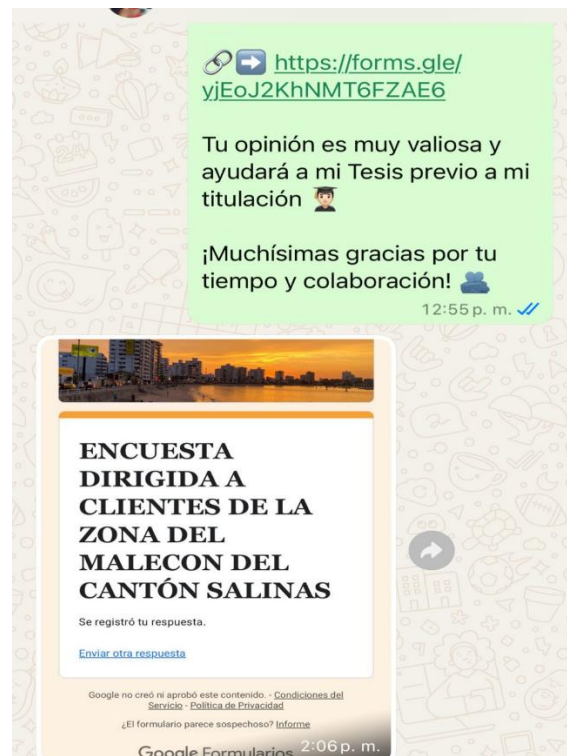 https://forms.gle/
yjEoJ2KhNMT6FZAE6
Tu opinión es muy valiosa y
ayudará a mi Tesis previo a mi
titulación
¡Muchísimas gracias por tu
tiempo y colaboración!
12:55 p. m.
ENCUESTA
DIRIGIDA A
CLIENTES DE LA
ZONA DEL
MALECON DEL
CANTÓN SALINAS
Se registró tu respuesta.
Enviar otra respuesta
Google no creó ni aprobó este contenido. - Condiciones del
Servicio - Política de Privacidad
¿El formulario parece sospechoso? Informe
Google Formularios
2:06 p. m.